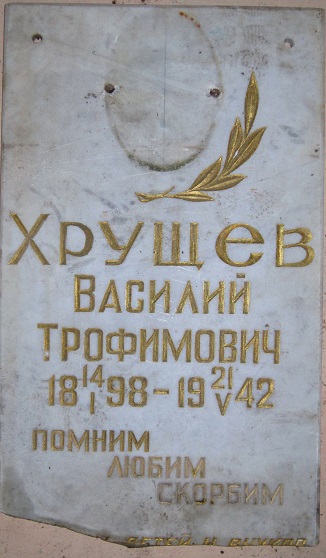 Хрущев
Василий
Трофимович
18 14/I 98 – 19 21/V 42
помним
любим
скорбим